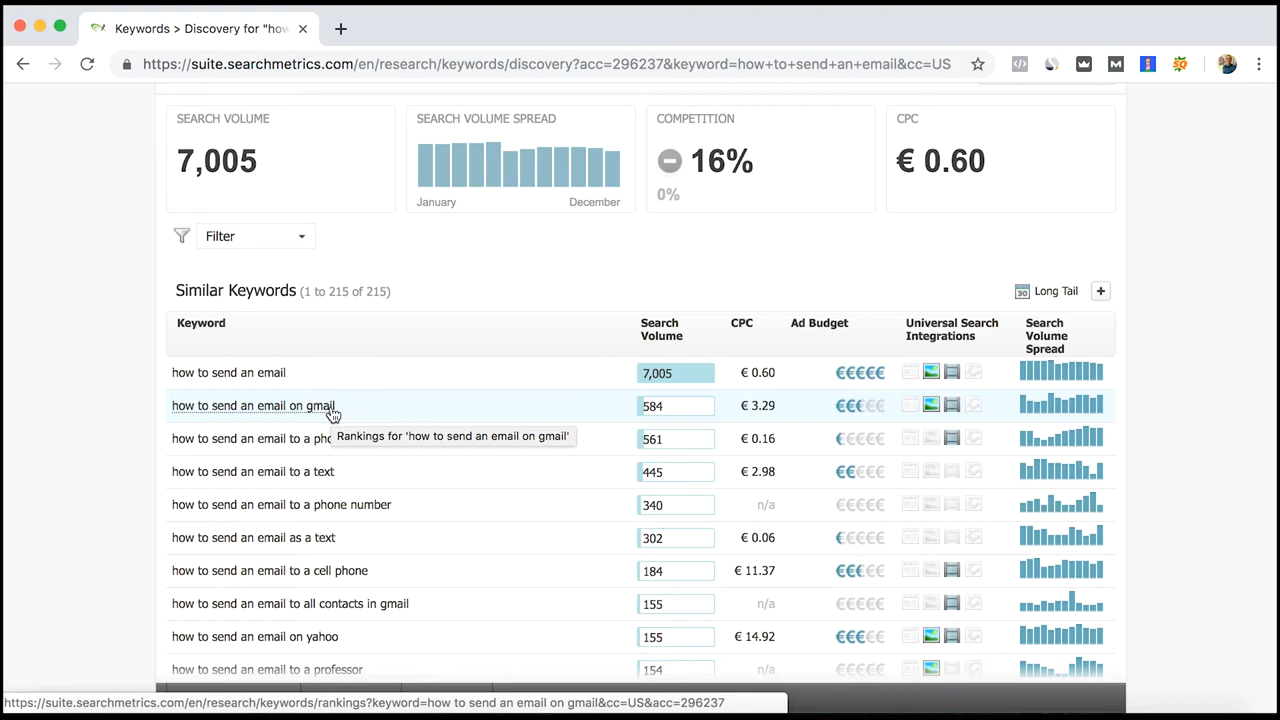 Keywords > Discovery for "how
https://suite.searchmetrics.com/en/research/keywords/discovery?acc=296237&keyword=how+to+send+an+email&cc=US
SEARCH VOLUME
7,005
SEARCH VOLUME SPREAD
January
December
COMPETITION
16%
0%
CPC
€ 0.60
Filter
Similar Keywords (1 to 215 of 215)
30 Long Tail +
Keyword
Search Volume
CPC
Ad Budget
Universal Search Integrations
Search Volume Spread
how to send an email 7,005 € 0.60 €€€€€
how to send an email on gmail 584 € 3.29 €€€€€
Rankings for 'how to send an email on gmail'
how to send an email to a pho 561 € 0.16 €€€€€
how to send an email to a text 445 € 2.98 €€€€€
how to send an email to a phone number 340 n/a €€€€€
how to send an email as a text 302 € 0.06 €€€€€
how to send an email to a cell phone 184 € 11.37 €€€€€
how to send an email to all contacts in gmail 155 n/a €€€€€
how to send an email on yahoo 155 € 14.92 €€€€€
how to send an email to a professor 154 n/a €€€€€
https://suite.searchmetrics.com/en/research/keywords/rankings?keyword=how to send an email on gmail&cc=US&acc=296237